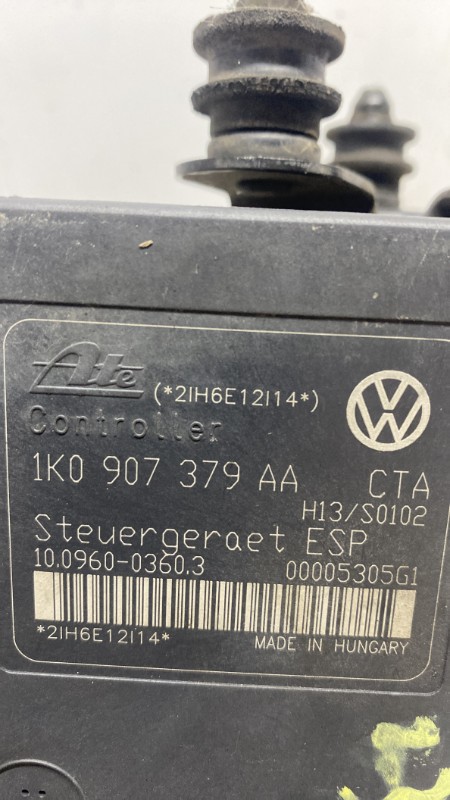 Ate (*2IH6E12I14*)
Controller
1K0 907 379 AA CTA
H13/S0102
Steuergeraet ESP
10.0960-0360.3 00005305G1
*2IH6E12I14* MADE IN HUNGARY